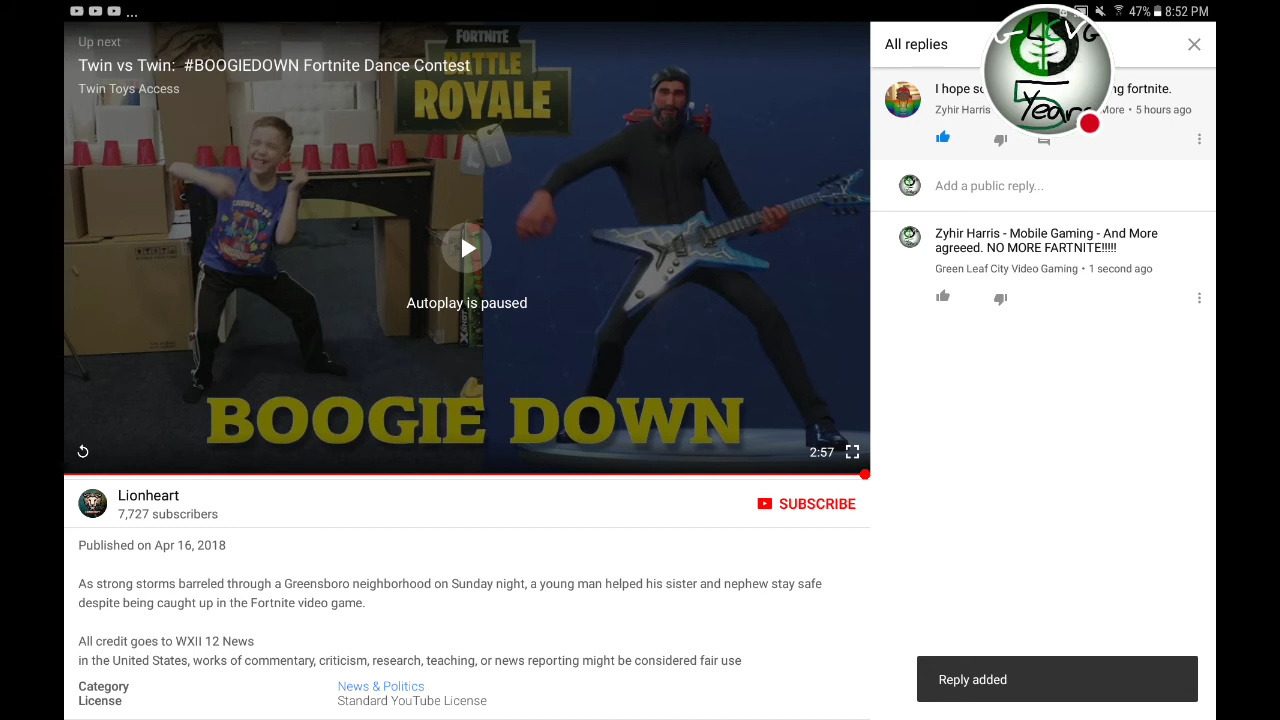 47% 8:52 PM
Up next
Twin vs Twin: #BOOGIEDOWN Fortnite Dance Contest
Twin Toys Access
FORTNITE
BATTLE
ROYALE
Autoplay is paused
BOOGIE DOWN
2:57
Lionheart
7,727 subscribers
SUBSCRIBE
Published on Apr 16, 2018
As strong storms barreled through a Greensboro neighborhood on Sunday night, a young man helped his sister and nephew stay safe
despite being caught up in the Fortnite video game.
All credit goes to WXII 12 News
in the United States, works of commentary, criticism, research, teaching, or news reporting might be considered fair use
Category News & Politics
License Standard YouTube License
All replies
G L C V G
Years
I hope so ng fortnite.
Zyhir Harris More • 5 hours ago
Add a public reply...
Zyhir Harris - Mobile Gaming - And More
agreeed. NO MORE FARTNITE!!!!!
Green Leaf City Video Gaming • 1 second ago
Reply added